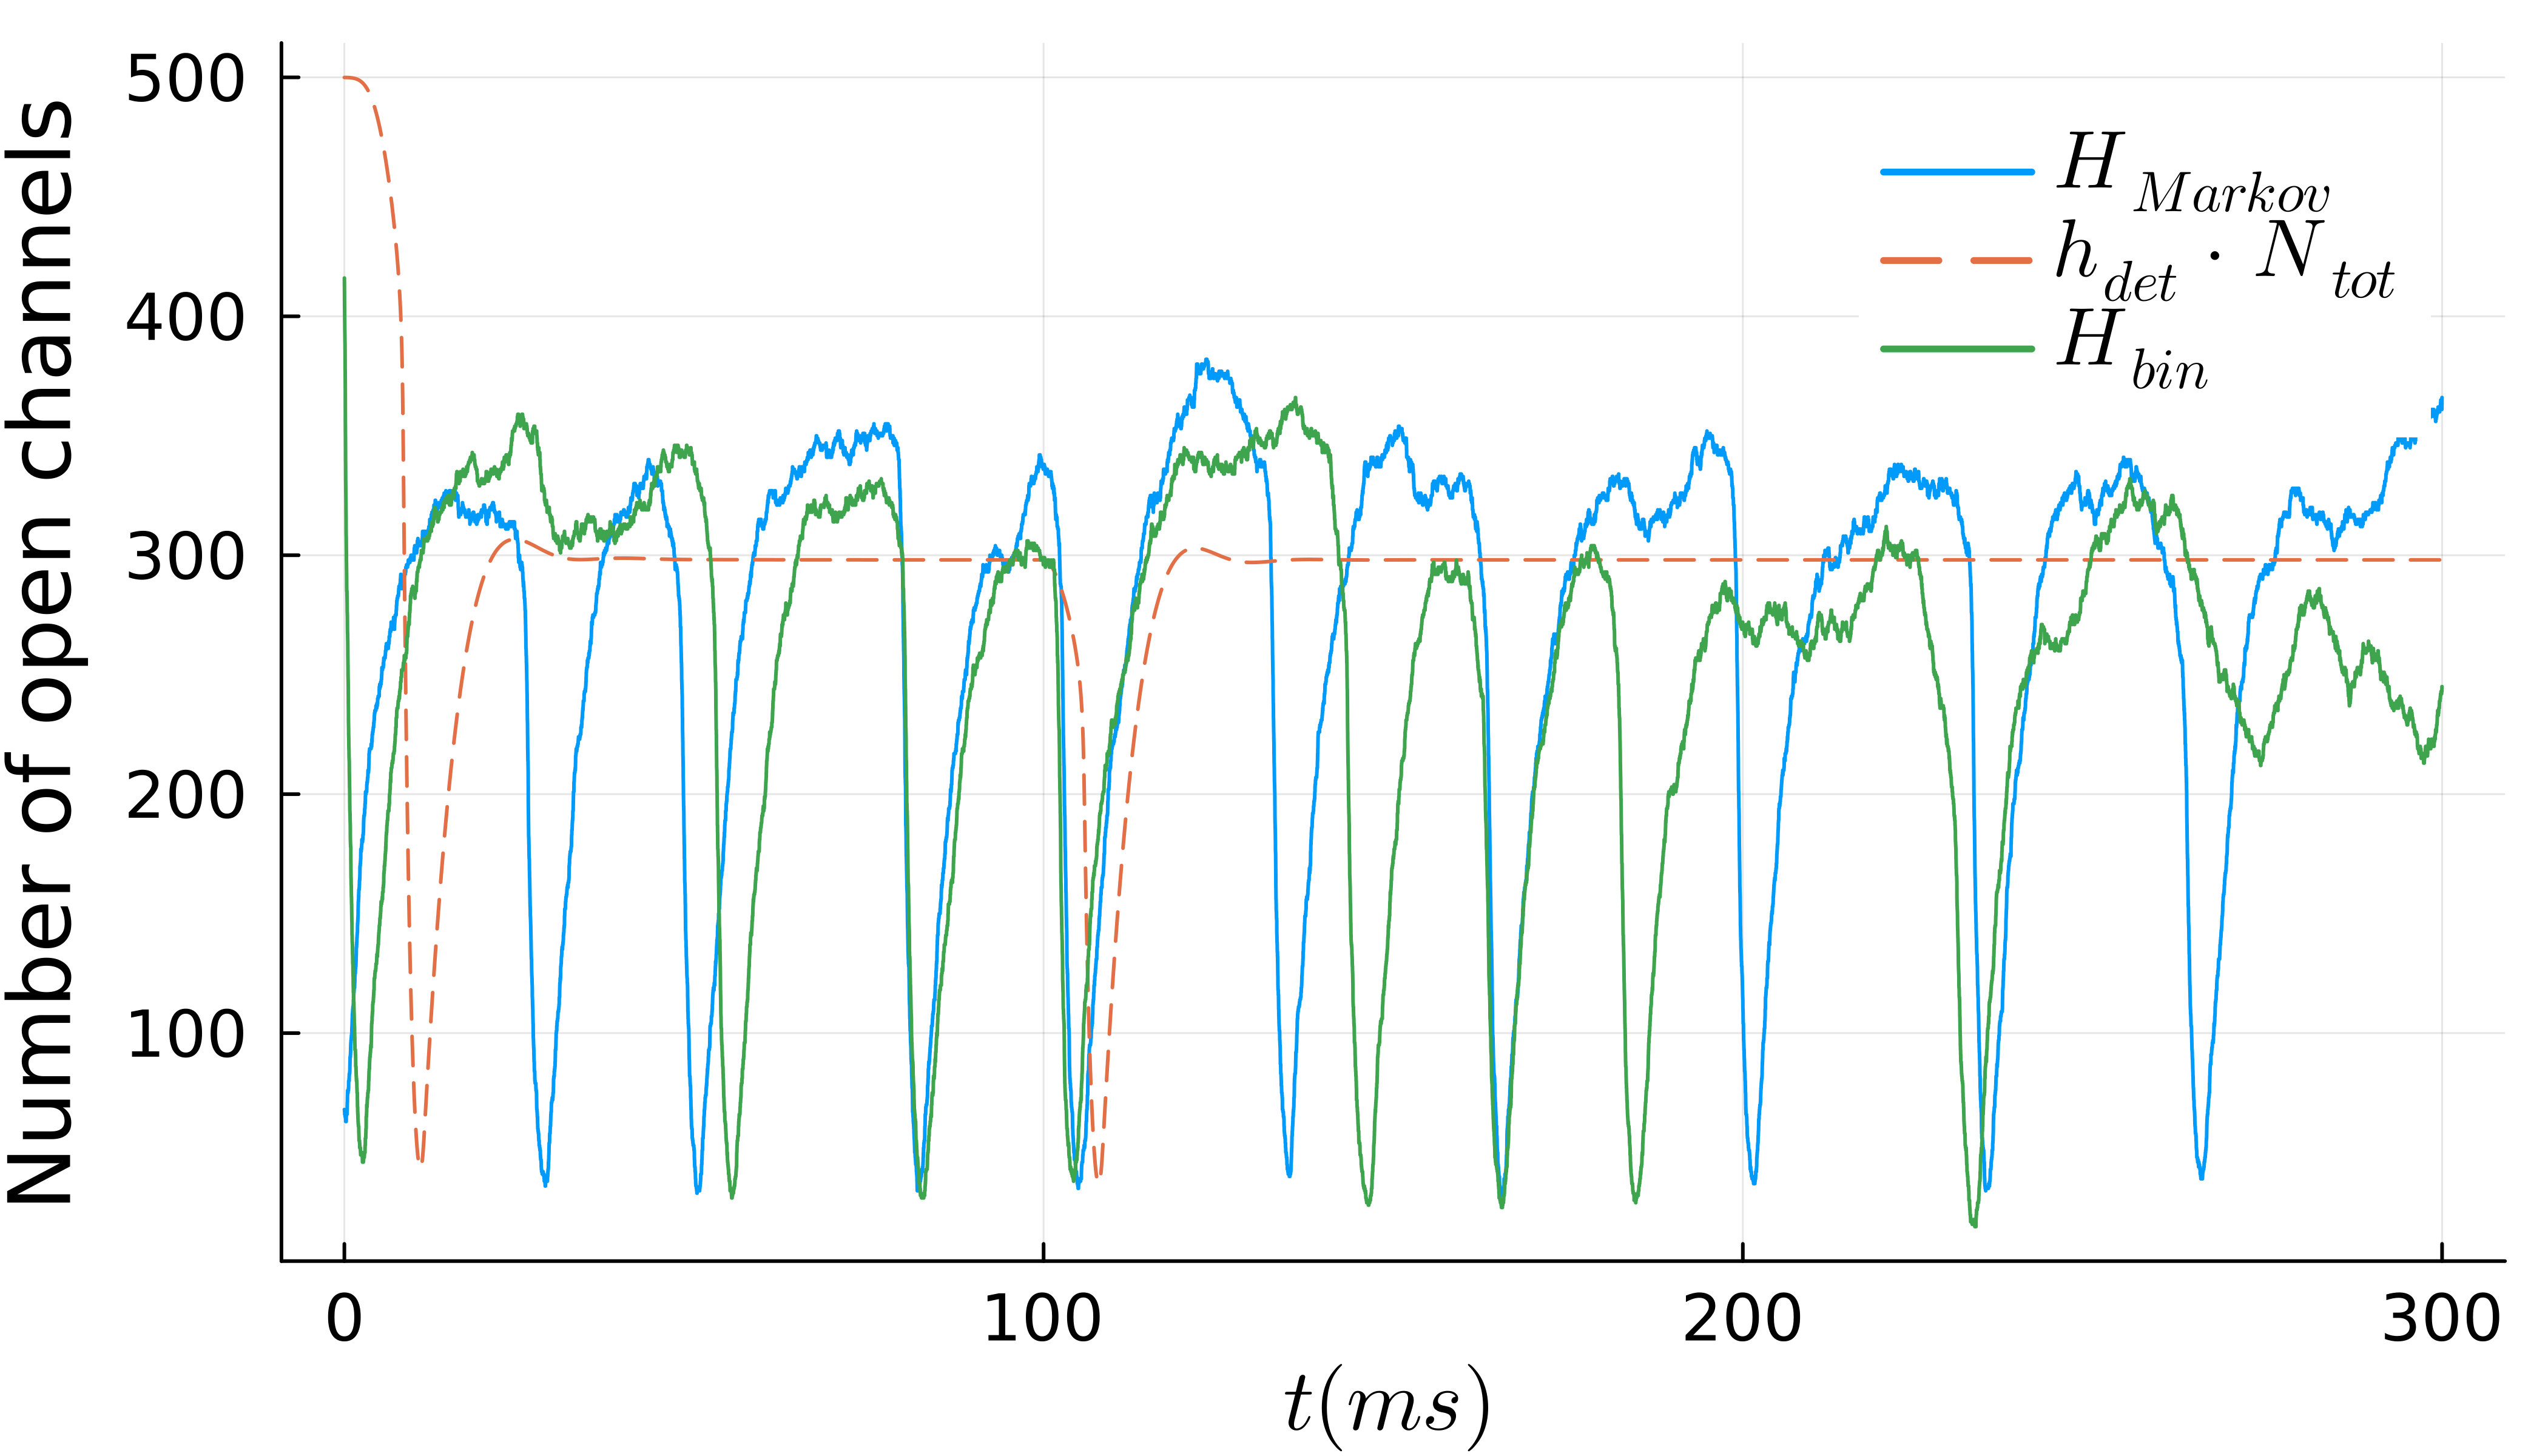 Number of open channels
500
400
300
200
100
0 100 200 300
t(ms)
H_Markov
h_det · N_tot
H_bin